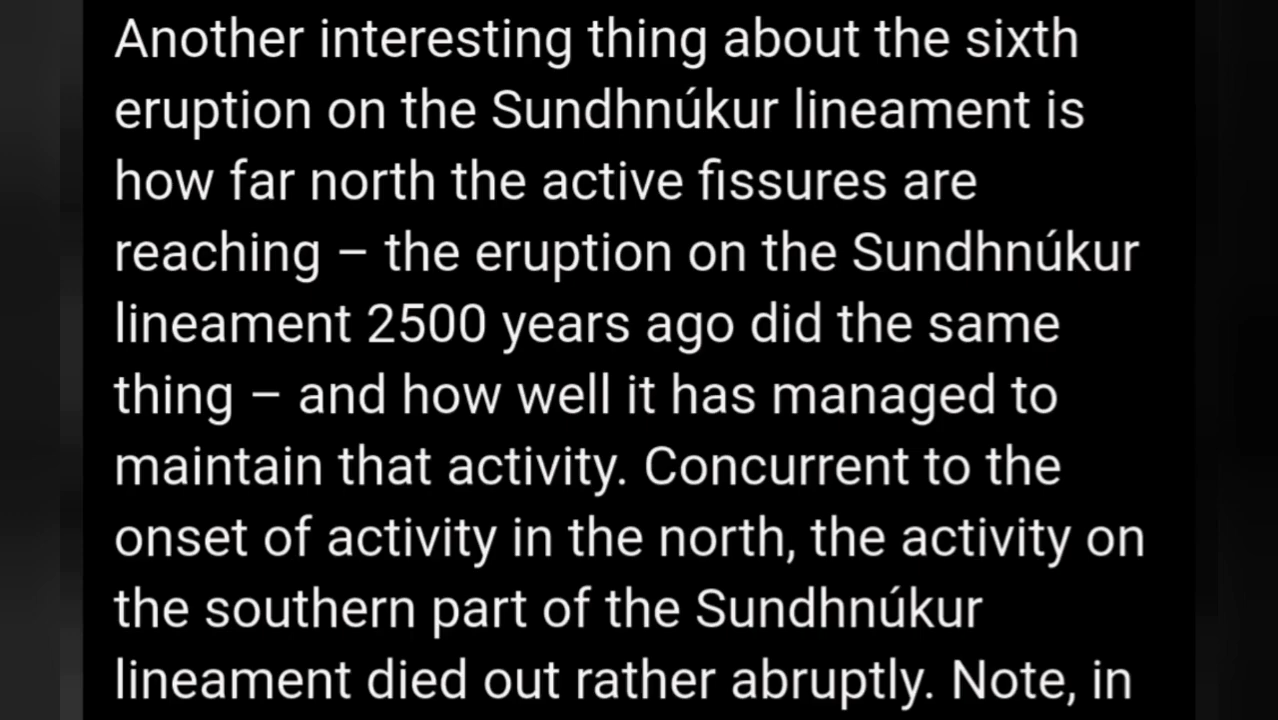 Another interesting thing about the sixth
eruption on the Sundhnúkur lineament is
how far north the active fissures are
reaching – the eruption on the Sundhnúkur
lineament 2500 years ago did the same
thing – and how well it has managed to
maintain that activity. Concurrent to the
onset of activity in the north, the activity on
the southern part of the Sundhnúkur
lineament died out rather abruptly. Note, in